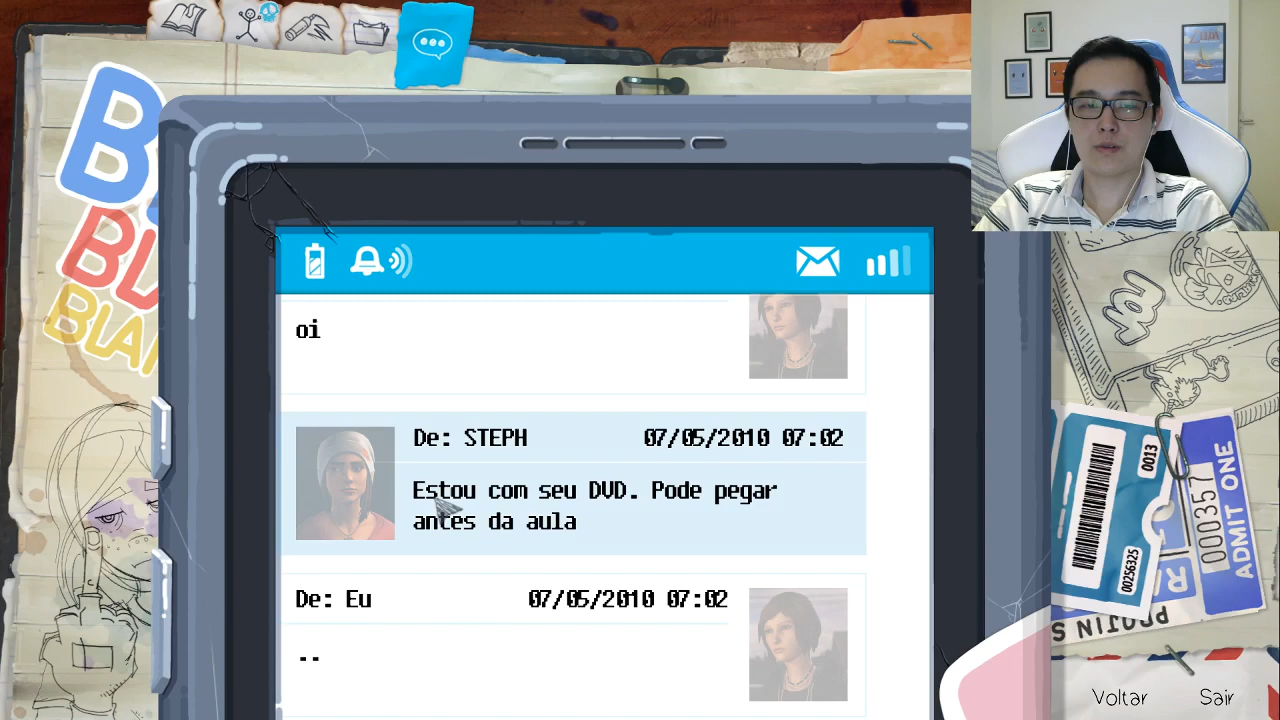 oi
De: STEPH 07/05/2010 07:02
Estou com seu DVD. Pode pegar
antes da aula
De: Eu 07/05/2010 07:02
..
0013
00256325
000357
ADMIT ONE
Voltar Sair